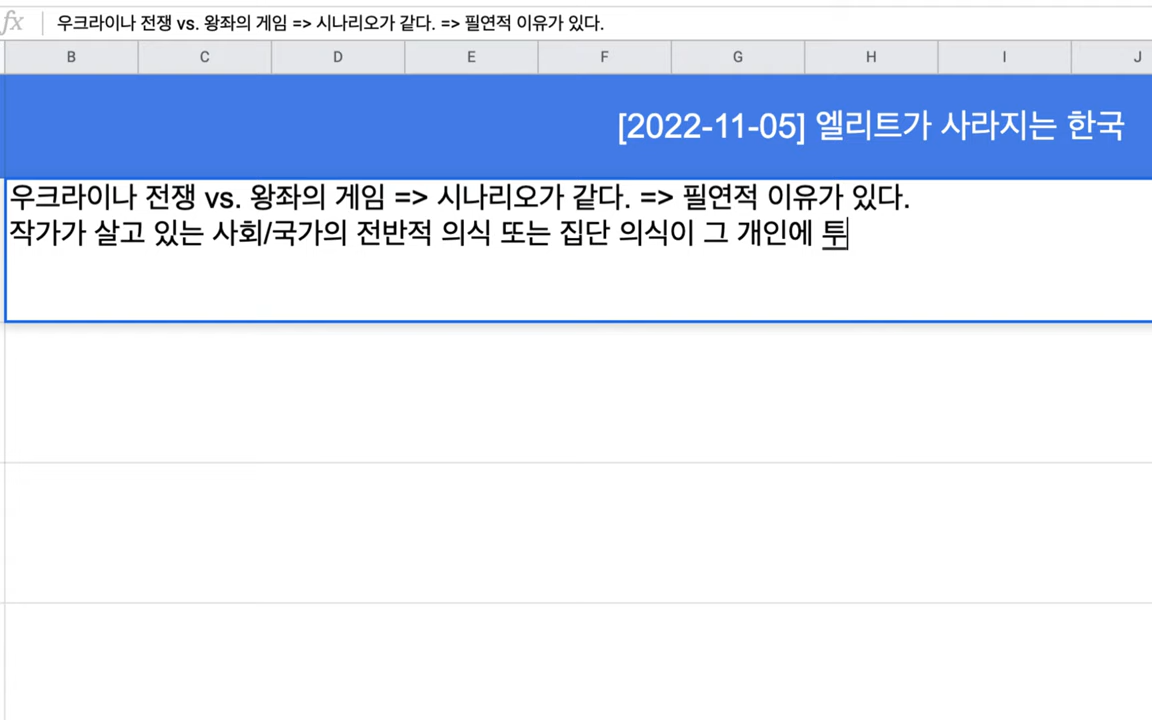 fx 우크라이나 전쟁 vs. 왕좌의 게임 => 시나리오가 같다. => 필연적 이유가 있다.
B C D E F G H I J
[2022-11-05] 엘리트가 사라지는 한국
우크라이나 전쟁 vs. 왕좌의 게임 => 시나리오가 같다. => 필연적 이유가 있다.
작가가 살고 있는 사회/국가의 전반적 의식 또는 집단 의식이 그 개인에 투